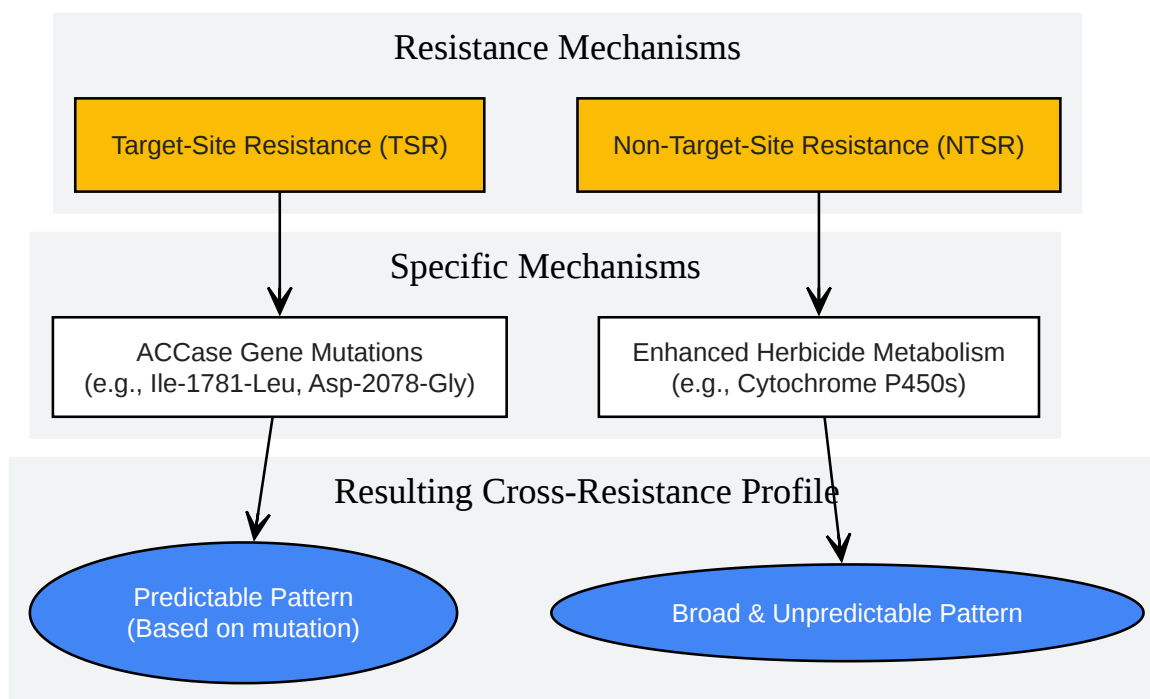 Resistance Mechanisms
Target-Site Resistance (TSR)
Non-Target-Site Resistance (NTSR)
Specific Mechanisms
ACCase Gene Mutations
(e.g., Ile-1781-Leu, Asp-2078-Gly)
Enhanced Herbicide Metabolism
(e.g., Cytochrome P450s)
Resulting Cross-Resistance Profile
Predictable Pattern
(Based on mutation)
Broad & Unpredictable Pattern